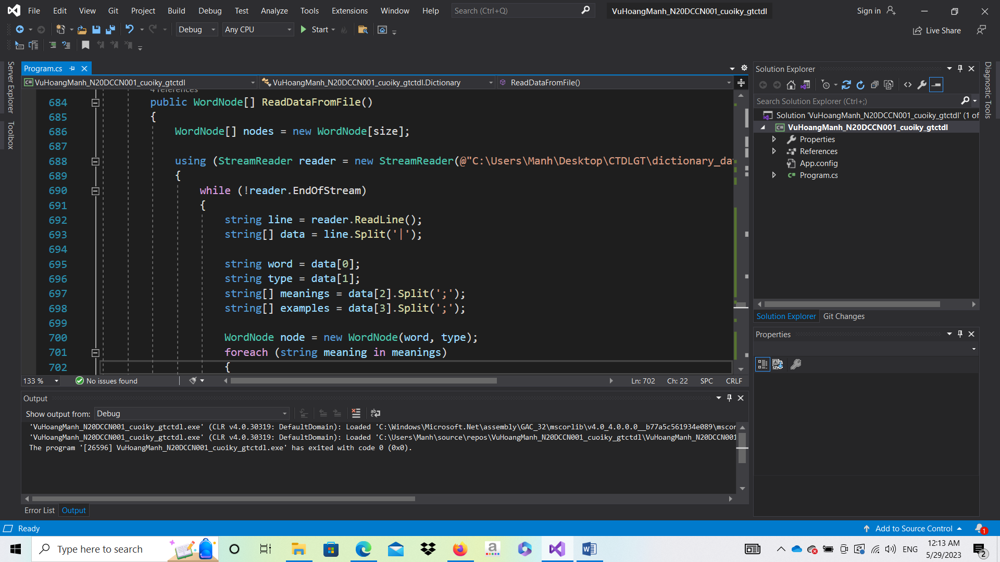 File Edit View Git Project Build Debug Test Analyze Tools Extensions Window Help Search (Ctrl+Q) VuHoangManh_N20DCCN001_cuoiky_gtctdl Sign in
Debug Any CPU Start Live Share
Server Explorer
Toolbox
Program.cs
VuHoangManh_N20DCCN001_cuoiky_gtctdl VuHoangManh_N20DCCN001_cuoiky_gtctdl.Dictionary ReadDataFromFile()
4 references
684 public WordNode[] ReadDataFromFile()
685 {
686 WordNode[] nodes = new WordNode[size];
687
688 using (StreamReader reader = new StreamReader(@"C:\Users\Manh\Desktop\CTDLGT\dictionary_da
689 {
690 while (!reader.EndOfStream)
691 {
692 string line = reader.ReadLine();
693 string[] data = line.Split('|');
694
695 string word = data[0];
696 string type = data[1];
697 string[] meanings = data[2].Split(';');
698 string[] examples = data[3].Split(';');
699
700 WordNode node = new WordNode(word, type);
701 foreach (string meaning in meanings)
702 {
133 % No issues found Ln: 702 Ch: 22 SPC CRLF
Output
Show output from: Debug
'VuHoangManh_N20DCCN001_cuoiky_gtctdl.exe' (CLR v4.0.30319: DefaultDomain): Loaded 'C:\Windows\Microsoft.Net\assembly\GAC_32\mscorlib\v4.0_4.0.0.0__b77a5c561934e089\mscor
'VuHoangManh_N20DCCN001_cuoiky_gtctdl.exe' (CLR v4.0.30319: DefaultDomain): Loaded 'C:\Users\Manh\source\repos\VuHoangManh_N20DCCN001_cuoiky_gtctdl\VuHoangManh_N20DCCN001
The program '[26596] VuHoangManh_N20DCCN001_cuoiky_gtctdl.exe' has exited with code 0 (0x0).
Error List Output
Solution Explorer
Search Solution Explorer (Ctrl+;)
Solution 'VuHoangManh_N20DCCN001_cuoiky_gtctdl' (1 of
VuHoangManh_N20DCCN001_cuoiky_gtctdl
Properties
References
App.config
Program.cs
Solution Explorer Git Changes
Properties
Diagnostic Tools
Ready Add to Source Control 1
Type here to search ENG 12:13 AM
5/29/2023 2